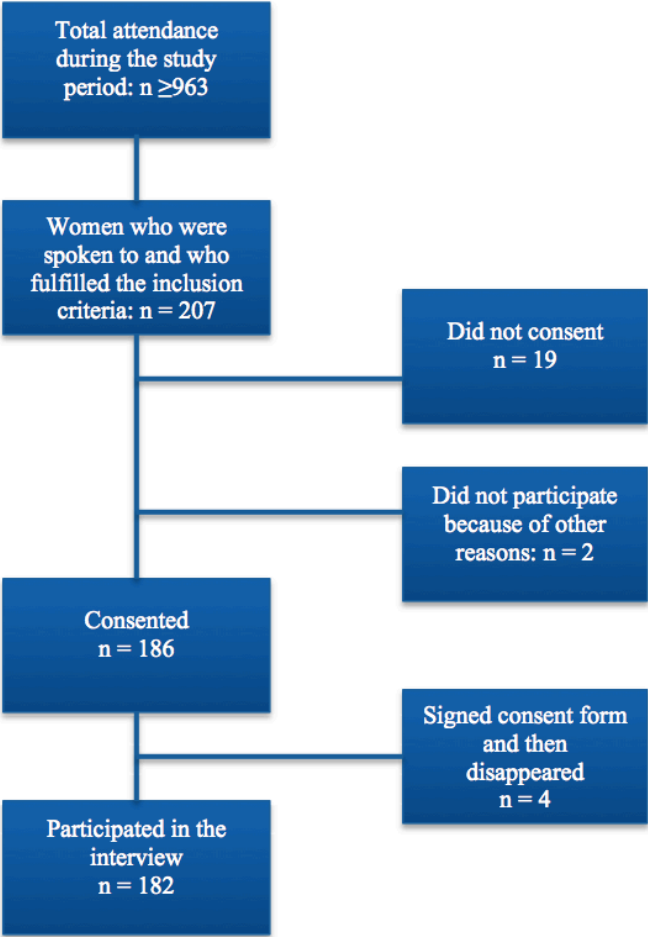 Total attendance
during the study
period: n ≥963
Women who were
spoken to and who
fulfilled the inclusion
criteria: n = 207
Did not consent
n = 19
Did not participate
because of other
reasons: n = 2
Consented
n = 186
Signed consent form
and then
disappeared
n = 4
Participated in the
interview
n = 182